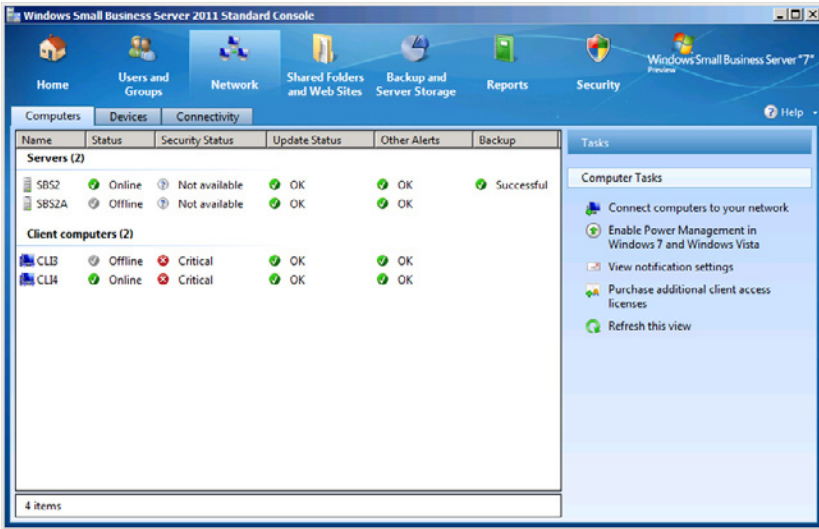 Windows Small Business Server 2011 Standard Console
Home
Users and
Groups
Network
Shared Folders
and Web Sites
Backup and
Server Storage
Reports
Security
Windows Small Business Server "7"
Preview
Computers Devices Connectivity
Help
Name Status Security Status Update Status Other Alerts Backup
Servers (2)
SBS2 Online Not available OK OK Successful
SBS2A Offline Not available OK OK
Client computers (2)
CLI3 Offline Critical OK OK
CLI4 Online Critical OK OK
4 items
Tasks
Computer Tasks
Connect computers to your network
Enable Power Management in
Windows 7 and Windows Vista
View notification settings
Purchase additional client access
licenses
Refresh this view